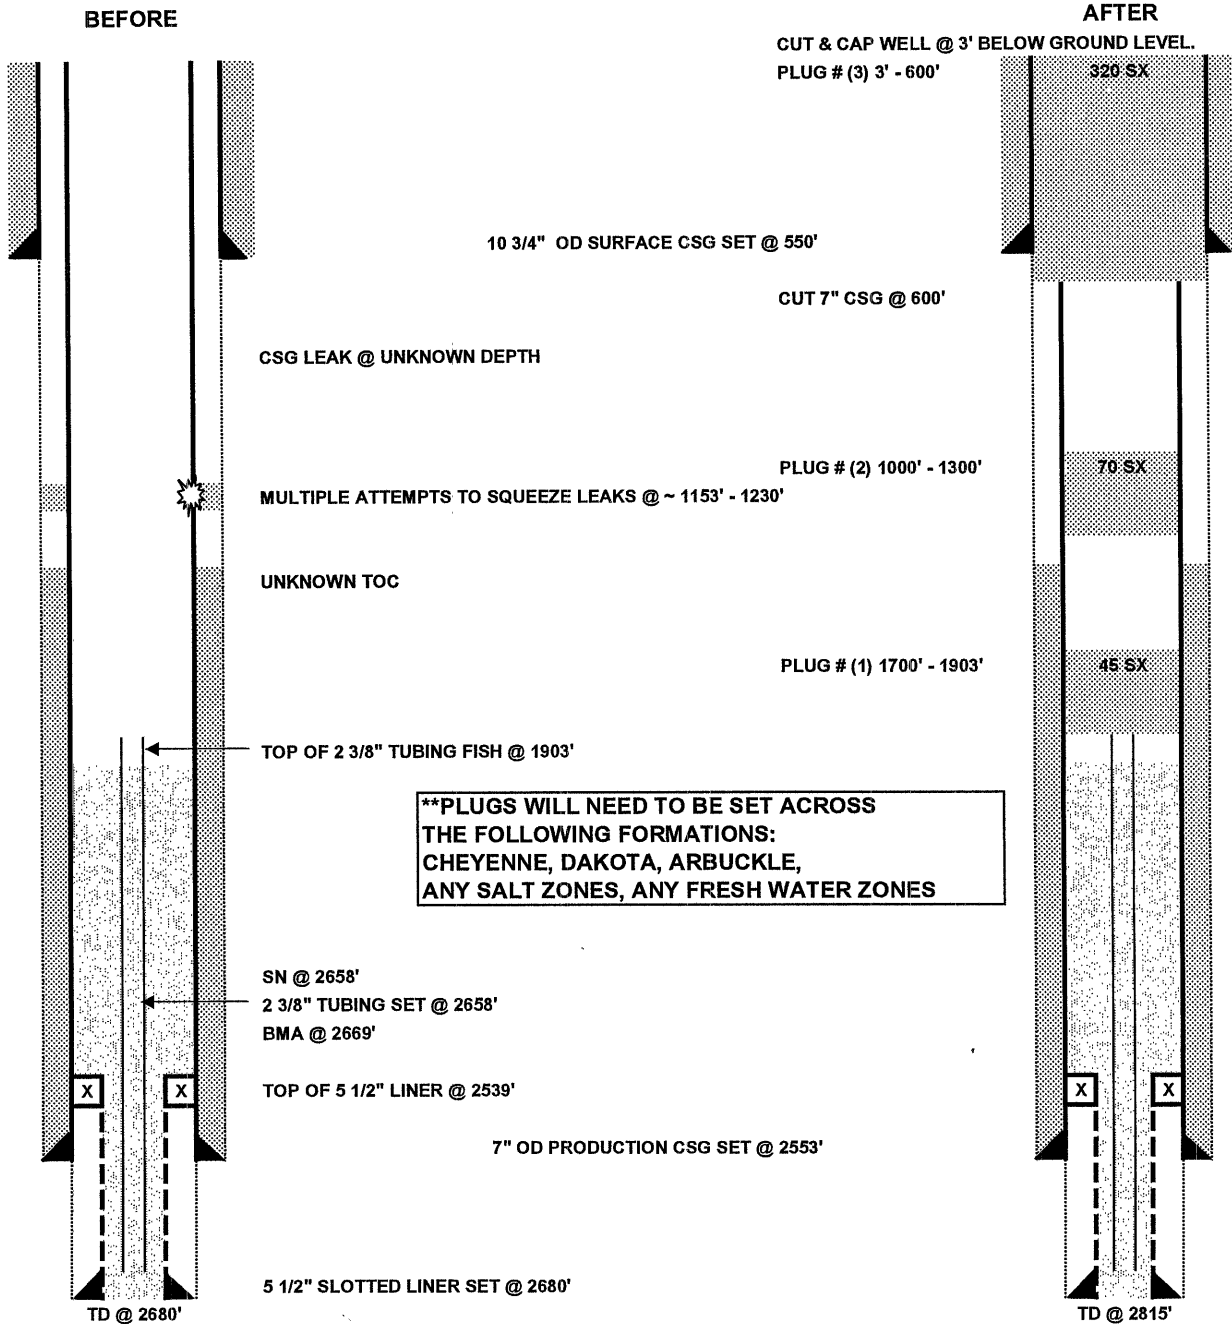 BEFORE
AFTER
CUT & CAP WELL @ 3' BELOW GROUND LEVEL.
PLUG # (3) 3' - 600'
320 SX
10 3/4" OD SURFACE CSG SET @ 550'
CUT 7" CSG @ 600'
CSG LEAK @ UNKNOWN DEPTH
PLUG # (2) 1000' - 1300'
70 SX
MULTIPLE ATTEMPTS TO SQUEEZE LEAKS @ ~ 1153' - 1230'
UNKNOWN TOC
PLUG # (1) 1700' - 1903'
45 SX
TOP OF 2 3/8" TUBING FISH @ 1903'
**PLUGS WILL NEED TO BE SET ACROSS
THE FOLLOWING FORMATIONS:
CHEYENNE, DAKOTA, ARBUCKLE,
ANY SALT ZONES, ANY FRESH WATER ZONES
SN @ 2658'
2 3/8" TUBING SET @ 2658'
BMA @ 2669'
X X
TOP OF 5 1/2" LINER @ 2539'
X X
7" OD PRODUCTION CSG SET @ 2553'
5 1/2" SLOTTED LINER SET @ 2680'
TD @ 2680'
TD @ 2815'